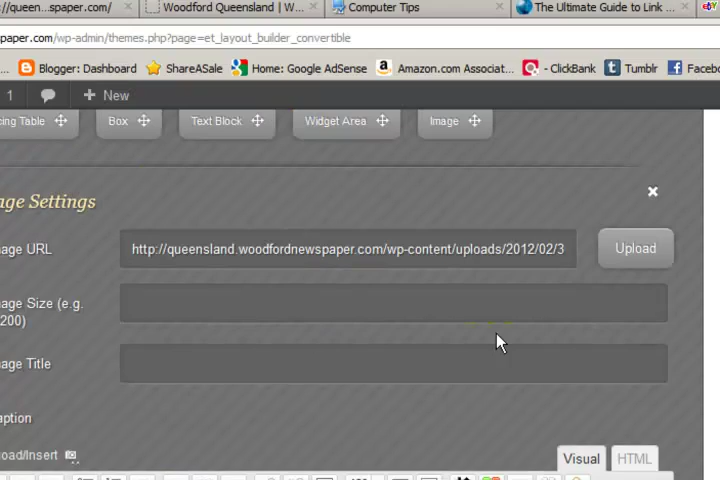 //queen...spaper.com/ Woodford Queensland | W... Computer Tips The Ultimate Guide to Link ... eBY
paper.com/wp-admin/themes.php?page=et_layout_builder_convertible
... Blogger: Dashboard ShareASale Home: Google AdSense a Amazon.com Associat... - ClickBank t Tumblr f Facebo
1 + New
cing Table Box Text Block Widget Area Image
age Settings
age URL http://queensland.woodfordnewspaper.com/wp-content/uploads/2012/02/3 Upload
age Size (e.g.
200)
age Title
aption
oad/Insert Visual HTML